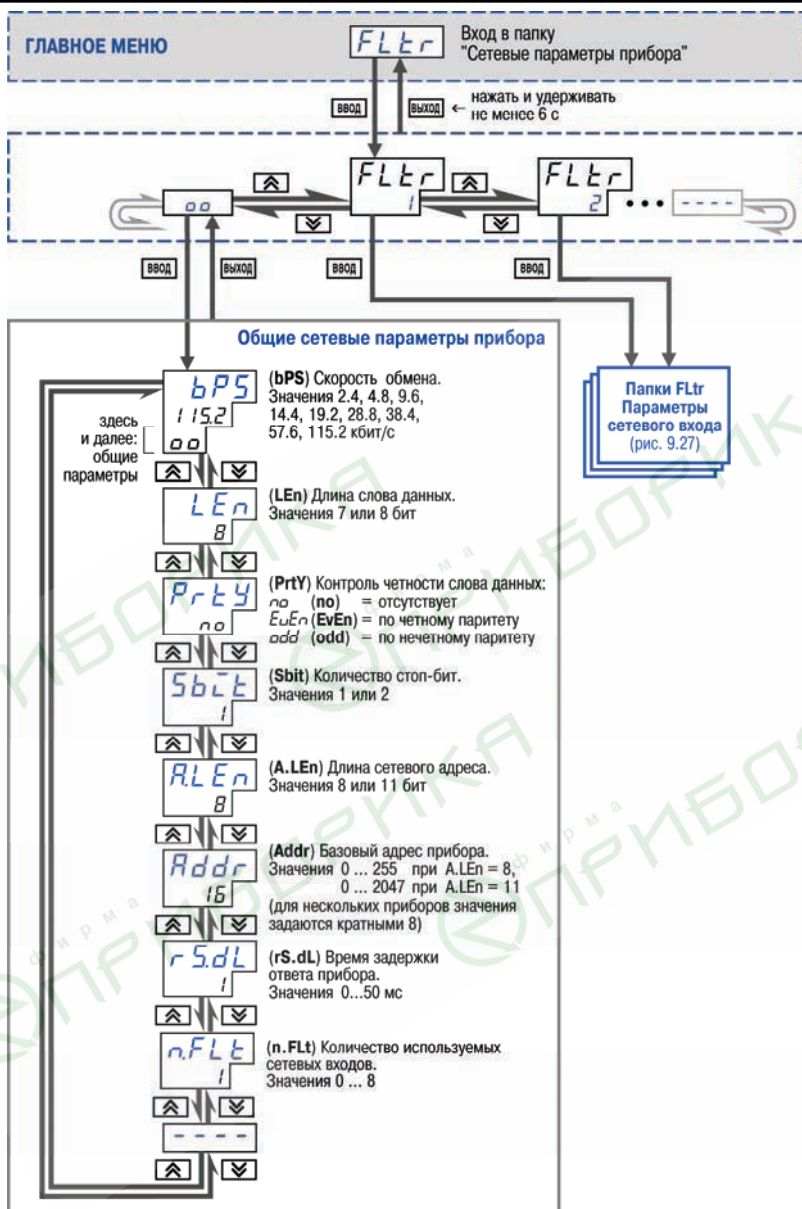 ГЛАВНОЕ МЕНЮ
FLtr
Вход в папку
"Сетевые параметры прибора"
ВВОД
ВЫХОД
← нажать и удерживать
не менее 6 с
oo
FLtr
1
FLtr
2
• • •
- - - -
ВВОД
ВЫХОД
ВВОД
ВВОД
Общие сетевые параметры прибора
Папки FLtr
Параметры
сетевого входа
(рис. 9.27)
здесь
и далее:
общие
параметры
bPS
115.2
oo
(bPS) Скорость обмена.
Значения 2.4, 4.8, 9.6,
14.4, 19.2, 28.8, 38.4,
57.6, 115.2 кбит/с
LEn
8
(LEn) Длина слова данных.
Значения 7 или 8 бит
PrtY
no
(PrtY) Контроль четности слова данных:
no (no) = отсутствует
EvEn (EvEn) = по четному паритету
odd (odd) = по нечетному паритету
Sbit
1
(Sbit) Количество стоп-бит.
Значения 1 или 2
A.LEn
8
(A.LEn) Длина сетевого адреса.
Значения 8 или 11 бит
Addr
16
(Addr) Базовый адрес прибора.
Значения 0 ... 255 при A.LEn = 8,
0 ... 2047 при A.LEn = 11
(для нескольких приборов значения
задаются кратными 8)
rS.dL
1
(rS.dL) Время задержки
ответа прибора.
Значения 0...50 мс
n.FLt
1
(n.FLt) Количество используемых
сетевых входов.
Значения 0 ... 8
- - - -
фирма
ПРИБОРИКА